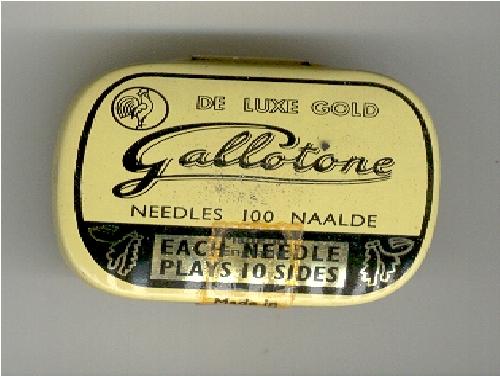 DE LUXE GOLD
Gallotone
NEEDLES 100 NAALDE
EACH NEEDLE
PLAYS 10 SIDES
Made in